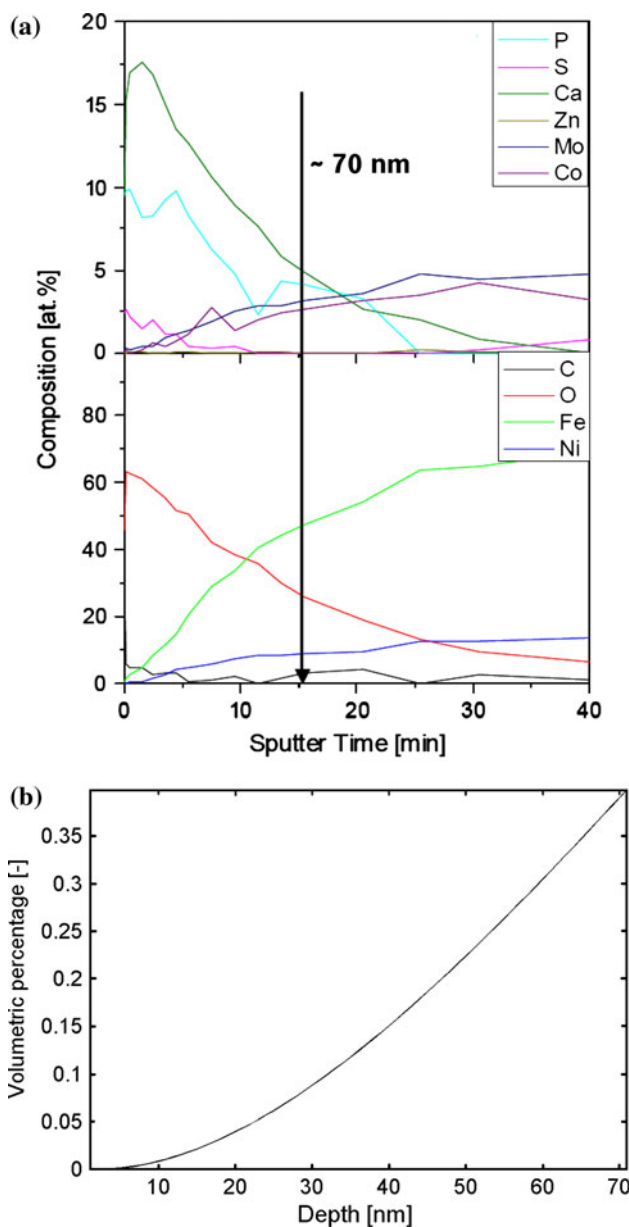 (a)
20
15
10
5
0
P
S
Ca
Zn
Mo
Co
~ 70 nm
Composition [at.%]
80
60
40
20
0
C
O
Fe
Ni
0
10
20
30
40
Sputter Time [min]
(b)
0.35
0.3
0.25
0.2
0.15
0.1
0.05
0
Volumetric percentage [-]
10
20
30
40
50
60
70
Depth [nm]